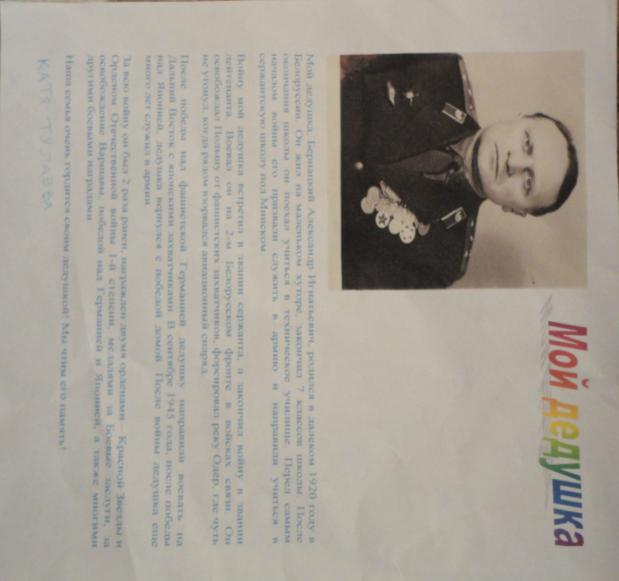 Мой дедушка
Мой дедушка, Бернацкий Александр Игнатьевич, родился в далеком 1920 году в
Белоруссии. Он жил на маленьком хуторе, закончил 7 классов школы. После
окончания школы он поехал учиться в техническое училище. Перед самым
началом войны его призвали служить в армию и направили учиться в
сержантскую школу под Минском.
Войну мой дедушка встретил в звании сержанта, а закончил войну в звании
лейтенанта. Воевал он на 2-м Белорусском фронте в войсках связи. Он
освобождал Польшу от фашистских захватчиков, форсировал реку Одер, где чуть
не утонул, когда рядом взорвался авиационный снаряд.
После победы над фашистской Германией дедушку направили воевать на
Дальний Восток с японскими захватчиками. В сентябре 1945 года, после победы
над Японией, дедушка вернулся с победой домой. После войны дедушка еще
много лет служил в армии.
За всю войну он был 2 раза ранен, награжден двумя орденами – Красной Звезды и
Орденом Отечественной войны 1-й степени, медалями за Боевые заслуги, за
освобождение Варшавы, победой над Германией и Японией, а также многими
другими боевыми наградами.
Наша семья очень гордится своим дедушкой! Мы чтим его память!
КАТЯ ТУЛАЕВА